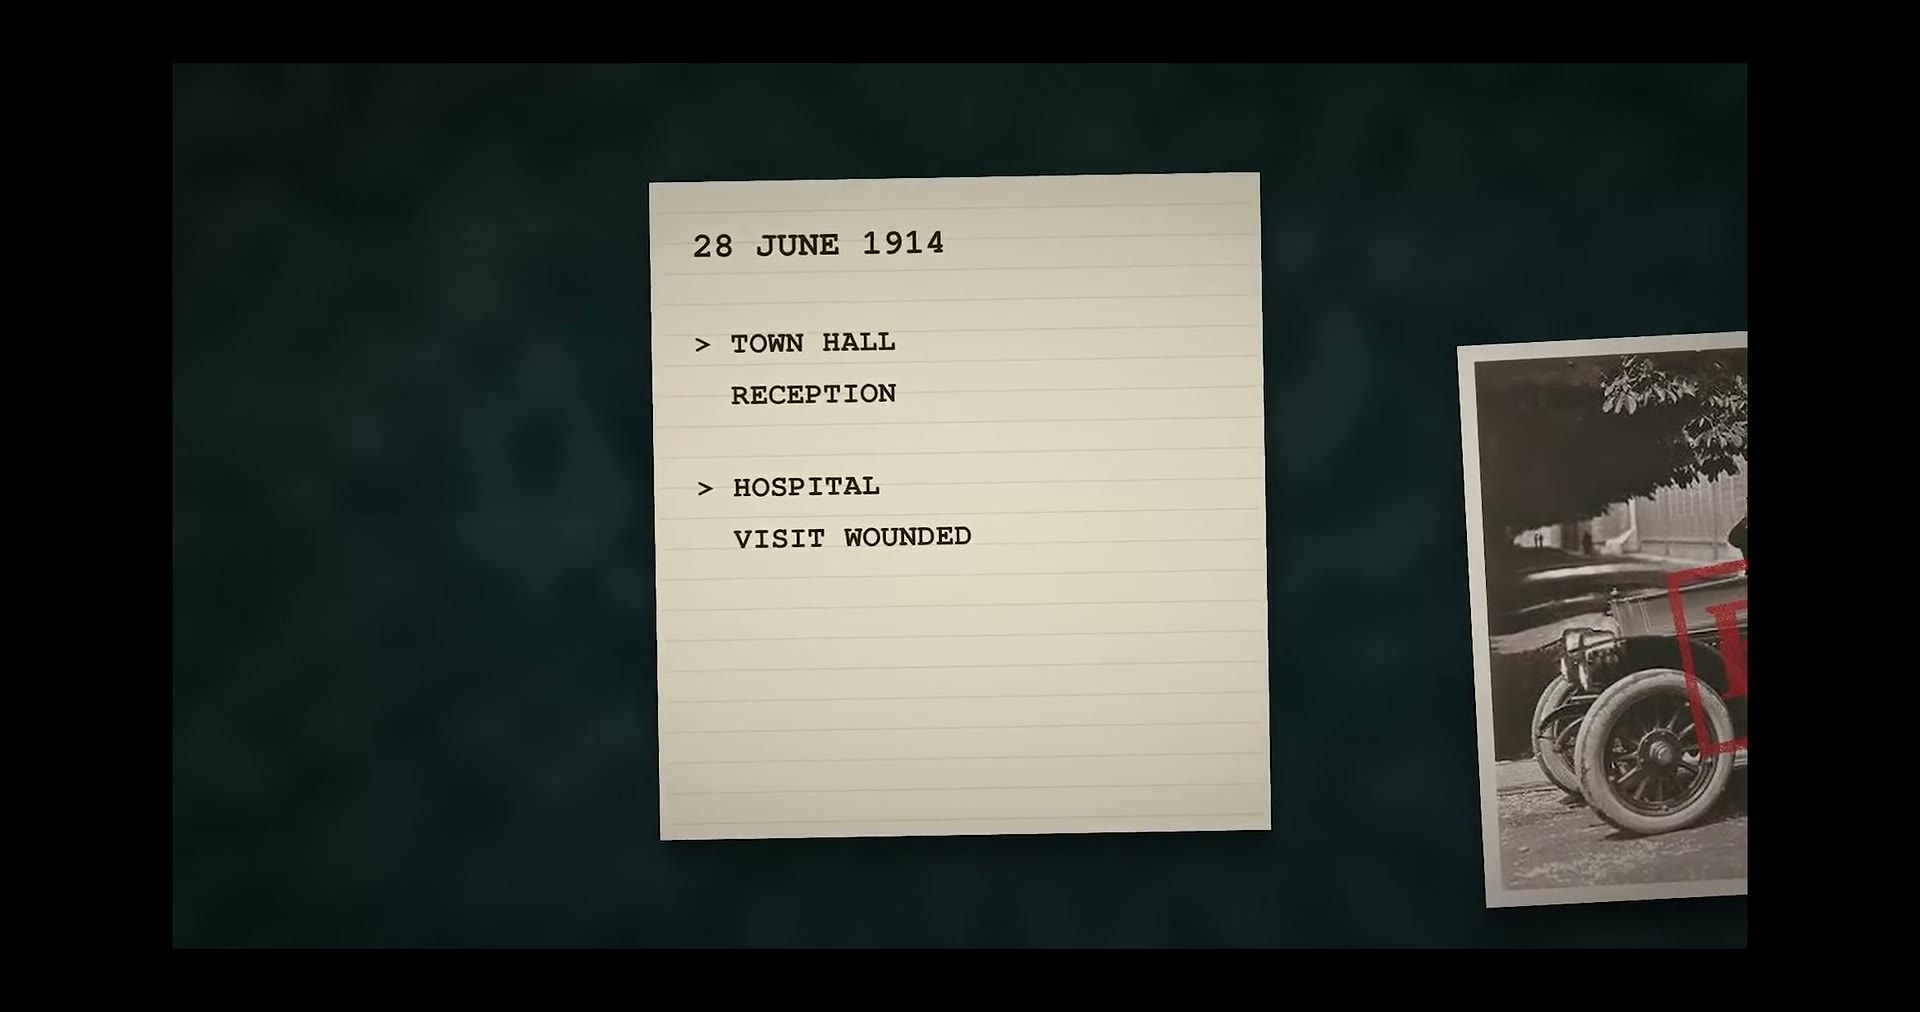 28 JUNE 1914
> TOWN HALL
RECEPTION
> HOSPITAL
VISIT WOUNDED